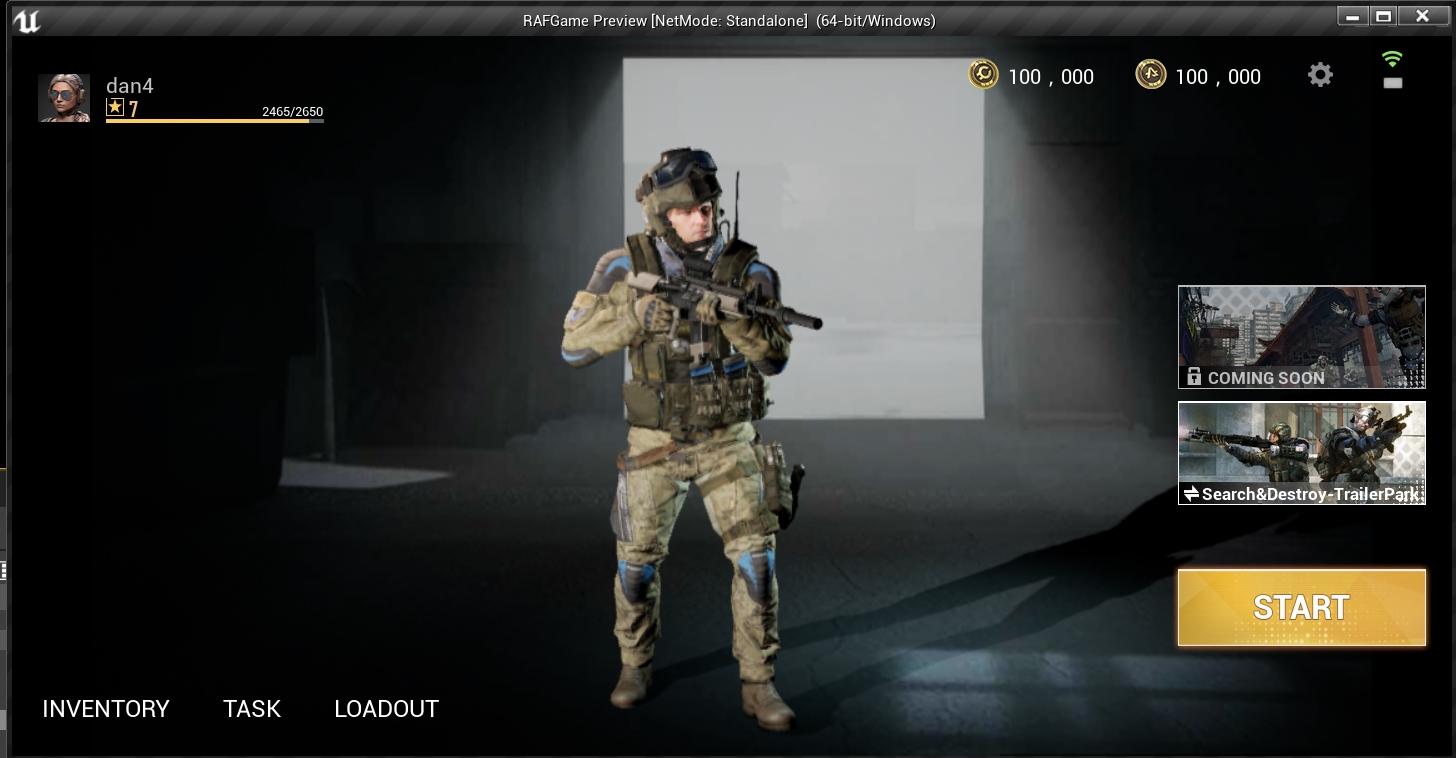 RAFGame Preview [NetMode: Standalone] (64-bit/Windows)
dan4
7
2465/2650
100 , 000
100 , 000
COMING SOON
Search&Destroy-TrailerPark
START
INVENTORY
TASK
LOADOUT